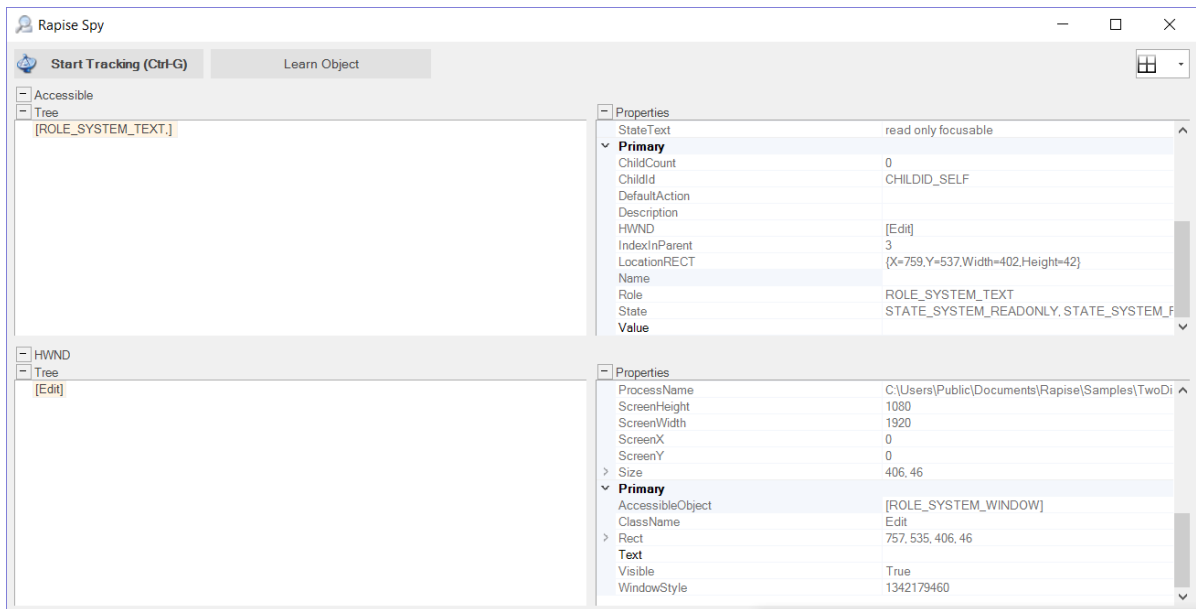 Rapise Spy
Start Tracking (Ctrl-G) Learn Object
Accessible
Tree
[ROLE_SYSTEM_TEXT,]
Properties
StateText read only focusable
Primary
ChildCount 0
ChildId CHILDID_SELF
DefaultAction
Description
HWND [Edit]
IndexInParent 3
LocationRECT {X=759,Y=537,Width=402,Height=42}
Name
Role ROLE_SYSTEM_TEXT
State STATE_SYSTEM_READONLY, STATE_SYSTEM_F
Value
HWND
Tree
[Edit]
Properties
ProcessName C:\Users\Public\Documents\Rapise\Samples\TwoDi
ScreenHeight 1080
ScreenWidth 1920
ScreenX 0
ScreenY 0
Size 406, 46
Primary
AccessibleObject [ROLE_SYSTEM_WINDOW]
ClassName Edit
Rect 757, 535, 406, 46
Text
Visible True
WindowStyle 1342179460